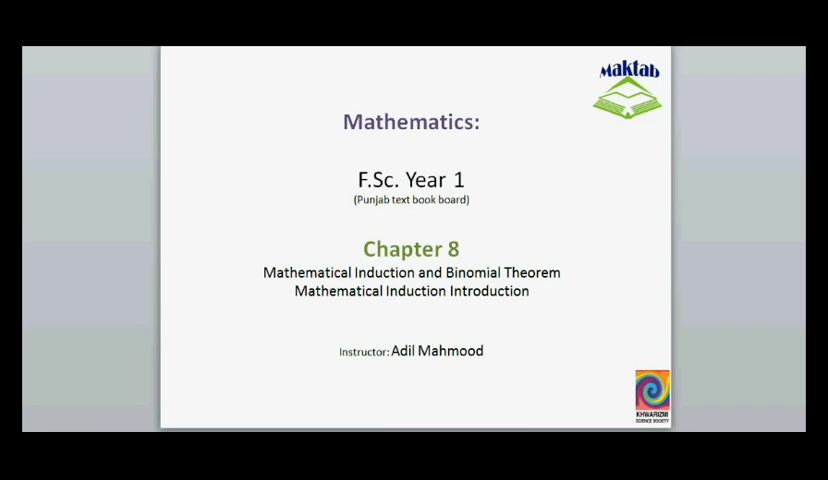 Maktab
Mathematics:
F.Sc. Year 1
(Punjab text book board)
Chapter 8
Mathematical Induction and Binomial Theorem
Mathematical Induction Introduction
Instructor: Adil Mahmood
KHWARIZMI
SCIENCE SOCIETY